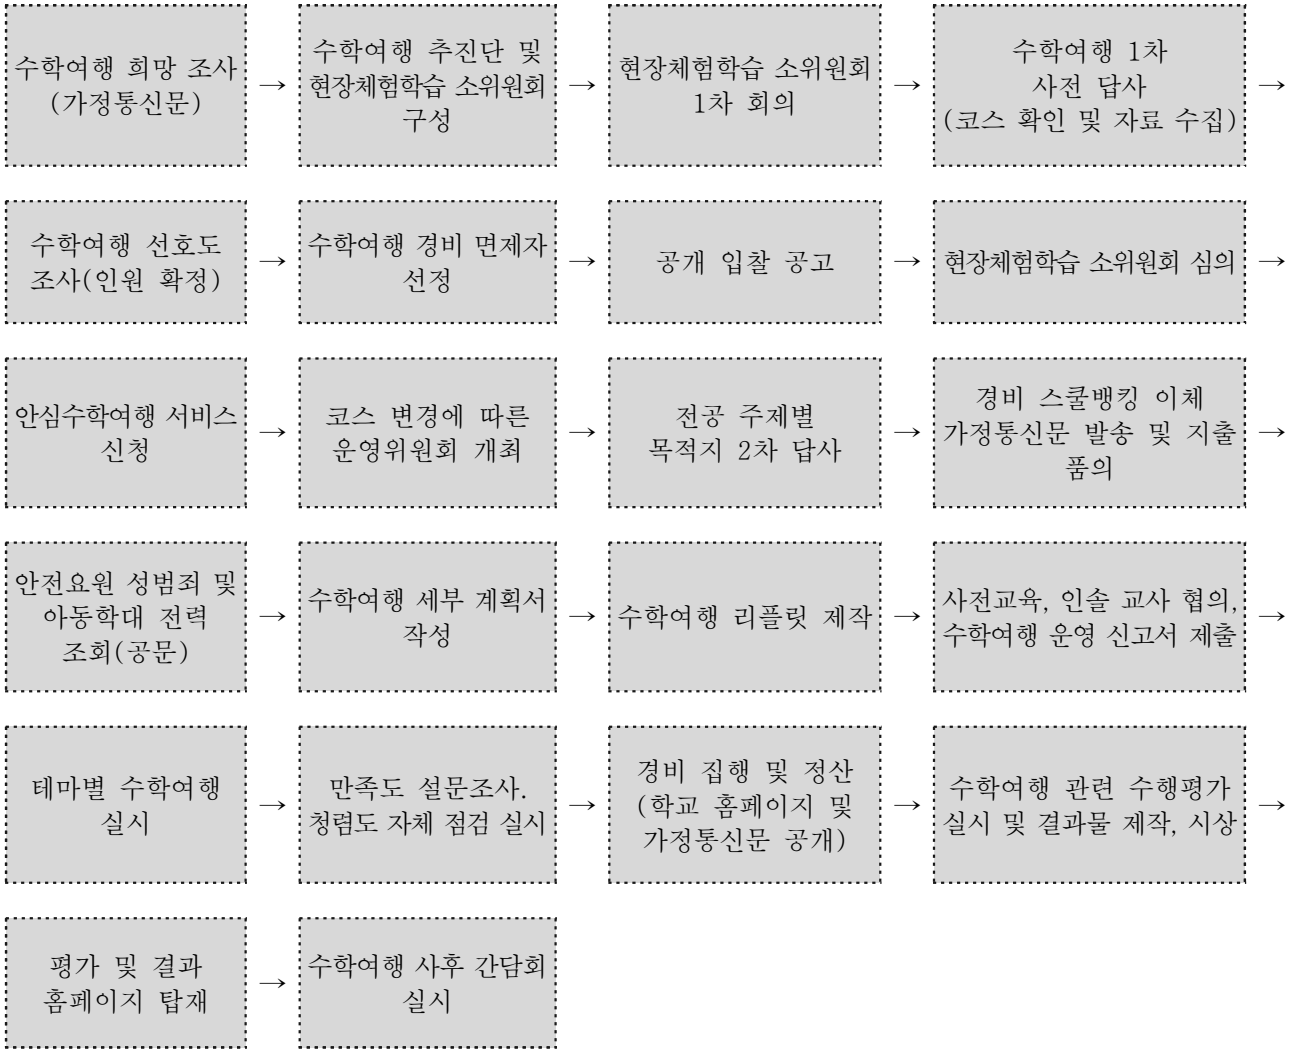 수학여행 희망 조사
(가정통신문)
→
수학여행 추진단 및
현장체험학습 소위원회
구성
→
현장체험학습 소위원회
1차 회의
→
수학여행 1차
사전 답사
(코스 확인 및 자료 수집)
→
수학여행 선호도
조사(인원 확정)
→
수학여행 경비 면제자
선정
→
공개 입찰 공고
→
현장체험학습 소위원회 심의
→
안심수학여행 서비스
신청
→
코스 변경에 따른
운영위원회 개최
→
전공 주제별
목적지 2차 답사
→
경비 스쿨뱅킹 이체
가정통신문 발송 및 지출
품의
→
안전요원 성범죄 및
아동학대 전력
조회(공문)
→
수학여행 세부 계획서
작성
→
수학여행 리플릿 제작
→
사전교육, 인솔 교사 협의,
수학여행 운영 신고서 제출
→
테마별 수학여행
실시
→
만족도 설문조사.
청렴도 자체 점검 실시
→
경비 집행 및 정산
(학교 홈페이지 및
가정통신문 공개)
→
수학여행 관련 수행평가
실시 및 결과물 제작, 시상
→
평가 및 결과
홈페이지 탑재
→
수학여행 사후 간담회
실시